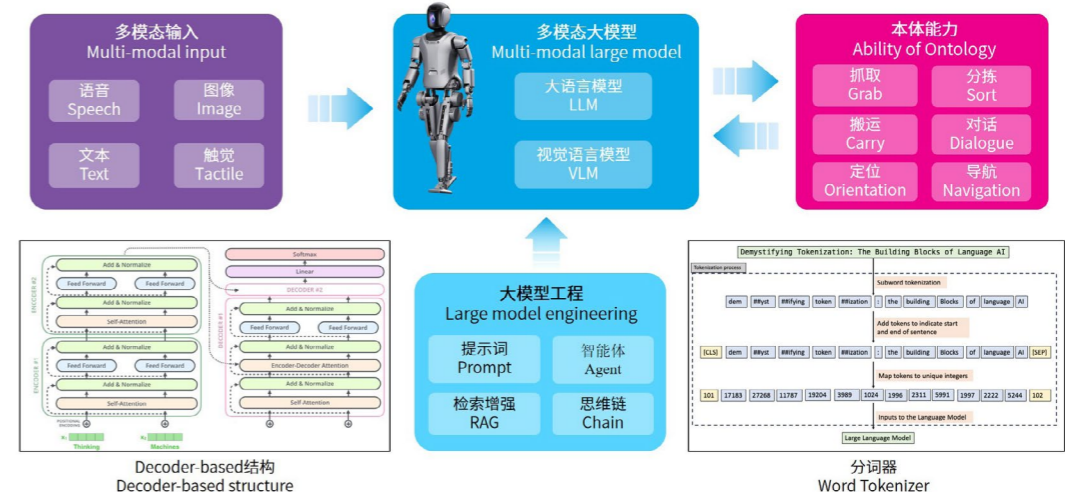 多模态输入
Multi-modal input
语音
Speech
图像
Image
文本
Text
触觉
Tactile
多模态大模型
Multi-modal large model
大语言模型
LLM
视觉语言模型
VLM
本体能力
Ability of Ontology
抓取
Grab
分拣
Sort
搬运
Carry
对话
Dialogue
定位
Orientation
导航
Navigation
ENCODER #2
Add & Normalize
Feed Forward
Feed Forward
Add & Normalize
Self-Attention
ENCODER #1
Add & Normalize
Feed Forward
Feed Forward
Add & Normalize
Self-Attention
POSITIONAL
ENCODING
X₁
Thinking
X₂
Machines
Softmax
Linear
DECODER #2
DECODER #1
Add & Normalize
Feed Forward
Feed Forward
Add & Normalize
Encoder-Decoder Attention
Add & Normalize
Self Attention
Decoder-based结构
Decoder-based structure
大模型工程
Large model engineering
提示词
Prompt
智能体
Agent
检索增强
RAG
思维链
Chain
Demystifying Tokenization: The Building Blocks of Language AI
Tokenisation process
Subword tokenization
dem ##yst ##ifying token ##ization : the building Blocks of language AI
Add tokens to indicate start
and end of sentence
[CLS] dem ##yst ##ifying token ##ization : the building Blocks of language AI [SEP]
Map tokens to unique integers
101 17183 27268 11787 19204 3989 1024 1996 2311 5991 1997 2222 5244 102
Inputs to the Language Model
Large Language Model
分词器
Word Tokenizer